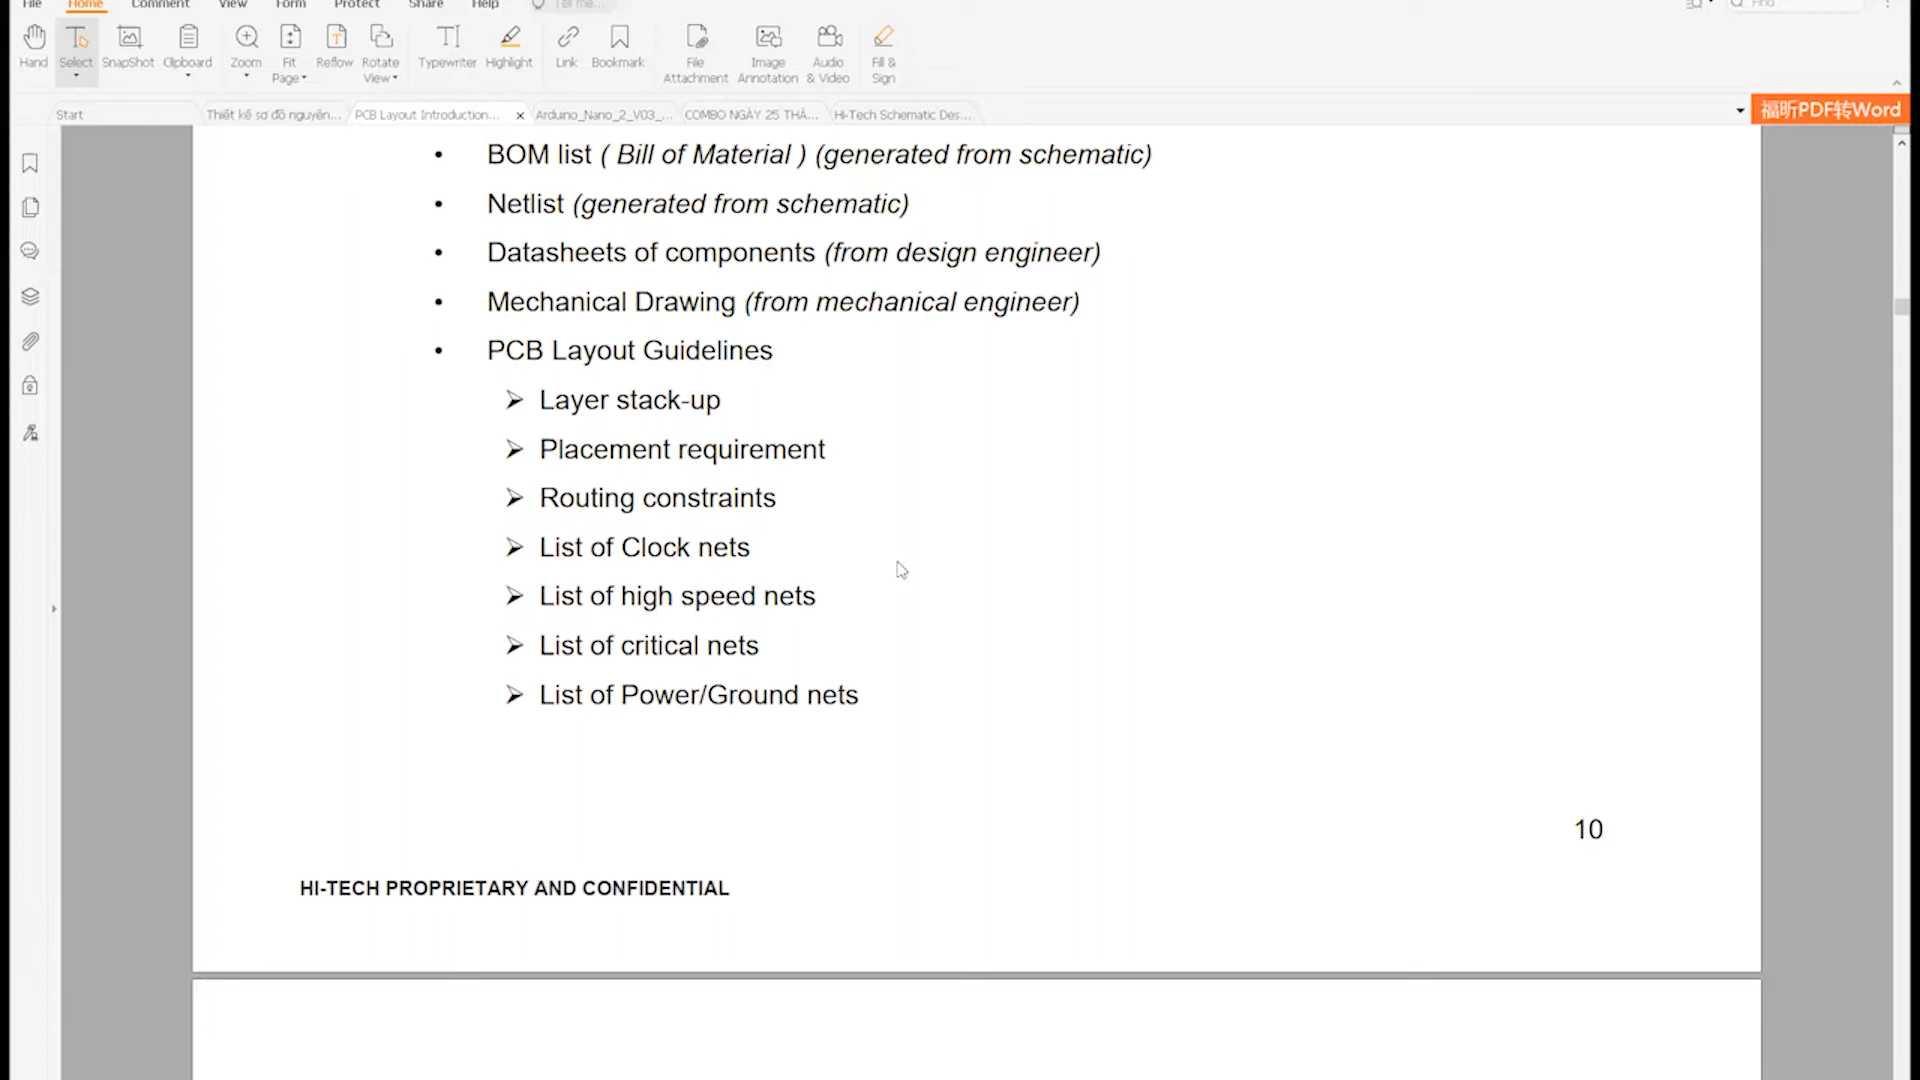 File Home Comment View Form Protect Share Help Tell me... Find
Hand Select SnapShot Clipboard Zoom Fit Page Reflow Rotate View Typewriter Highlight Link Bookmark File Attachment Image Annotation Audio & Video Fill & Sign
Start Thiết kế sơ đồ nguyên... PCB Layout Introduction... Arduino_Nano_2_V03_... COMBO NGÀY 25 THÁ... Hi-Tech Schematic Des... 福昕PDF转Word
• BOM list ( Bill of Material ) (generated from schematic)
• Netlist (generated from schematic)
• Datasheets of components (from design engineer)
• Mechanical Drawing (from mechanical engineer)
• PCB Layout Guidelines
➢ Layer stack-up
➢ Placement requirement
➢ Routing constraints
➢ List of Clock nets
➢ List of high speed nets
➢ List of critical nets
➢ List of Power/Ground nets
10
HI-TECH PROPRIETARY AND CONFIDENTIAL